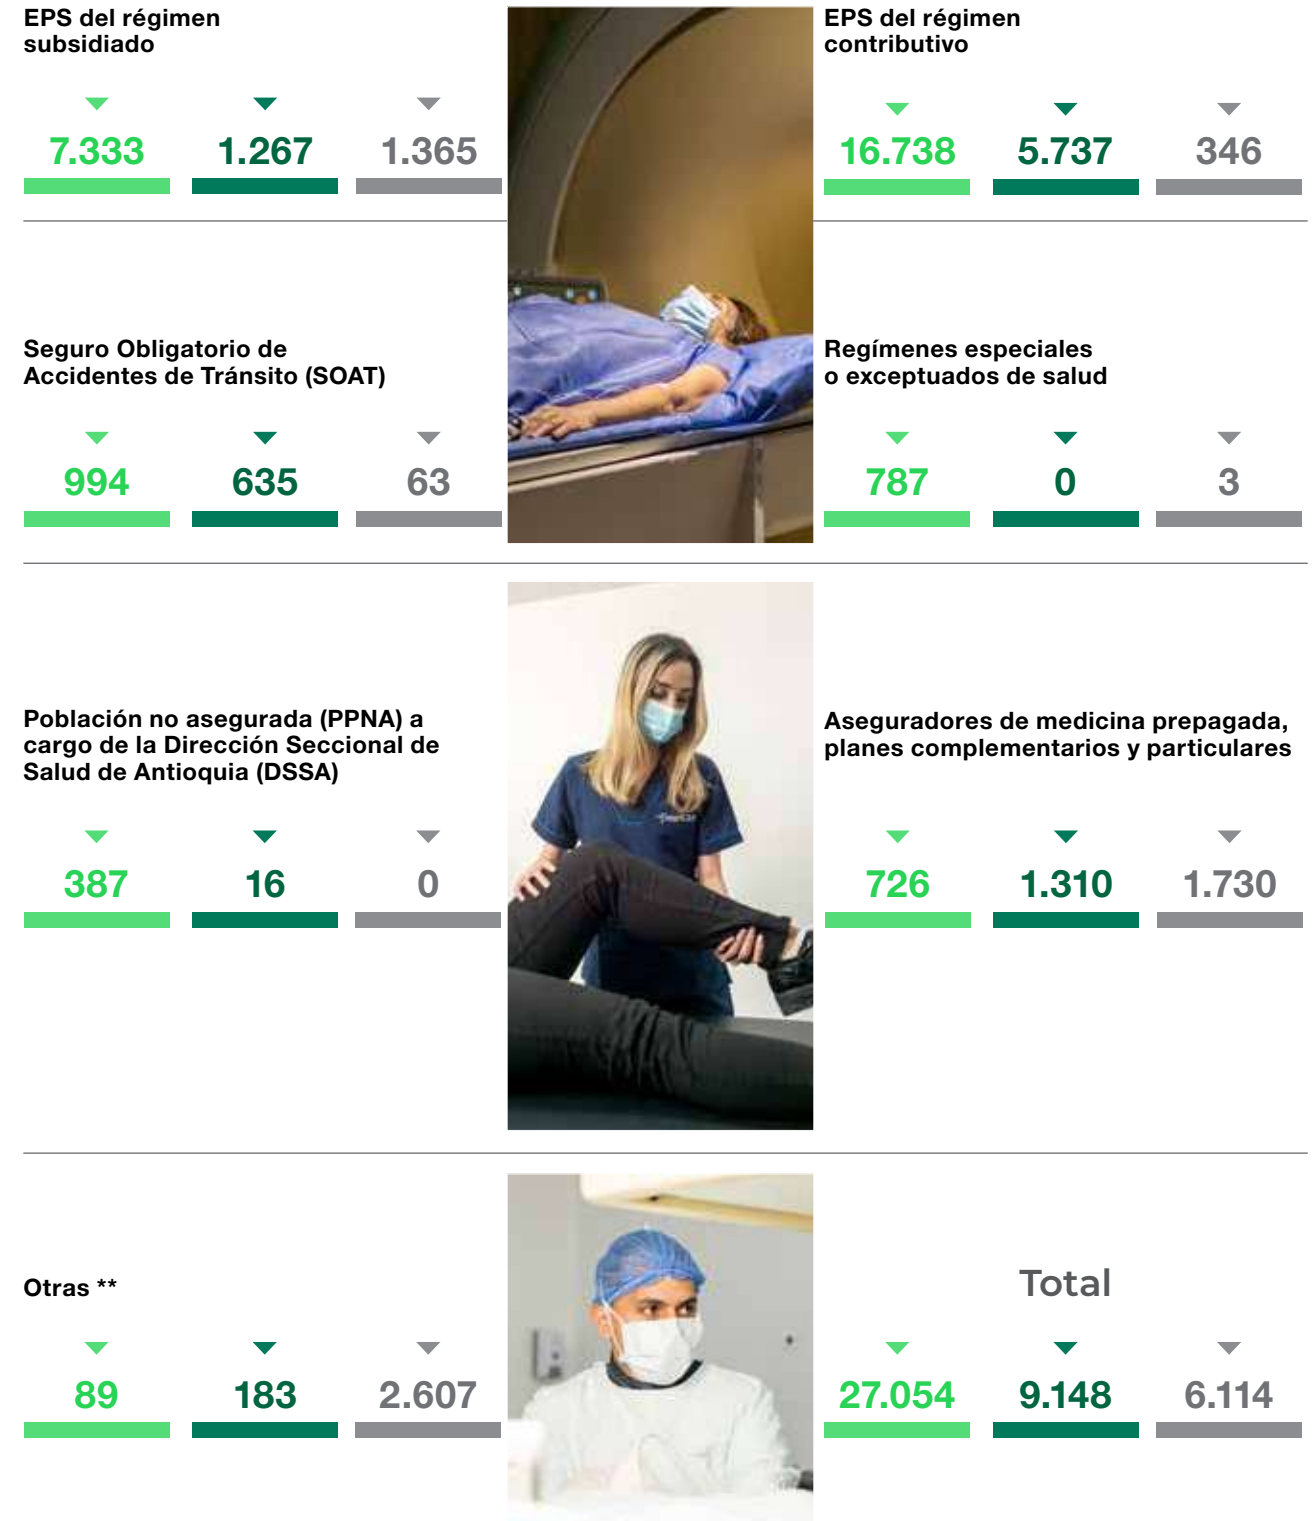 EPS del régimen
subsidiado
7.333 1.267 1.365
EPS del régimen
contributivo
16.738 5.737 346
Seguro Obligatorio de
Accidentes de Tránsito (SOAT)
994 635 63
Regímenes especiales
o exceptuados de salud
787 0 3
Población no asegurada (PPNA) a
cargo de la Dirección Seccional de
Salud de Antioquia (DSSA)
387 16 0
Aseguradores de medicina prepagada,
planes complementarios y particulares
726 1.310 1.730
Otras **
89 183 2.607
Total
27.054 9.148 6.114